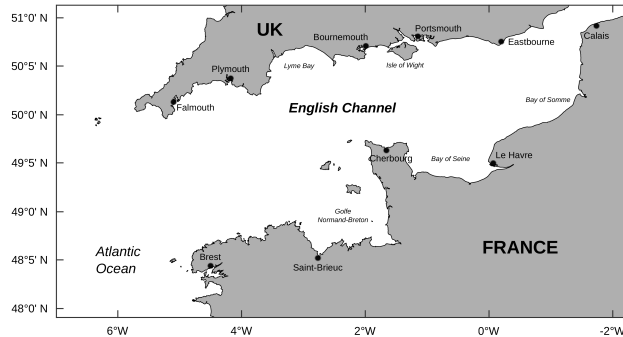 51°0' N
UK
Portsmouth
Bournemouth
Eastbourne
Calais
50°5' N
Plymouth
Lyme Bay
Isle of Wight
Falmouth
English Channel
Bay of Somme
50°0' N
49°5' N
Cherbourg
Bay of Seine
Le Havre
49°0' N
Golfe
Normand-Breton
Atlantic
Ocean
Brest
Saint-Brieuc
FRANCE
48°5' N
48°0' N
6°W
4°W
2°W
0°W
-2°W